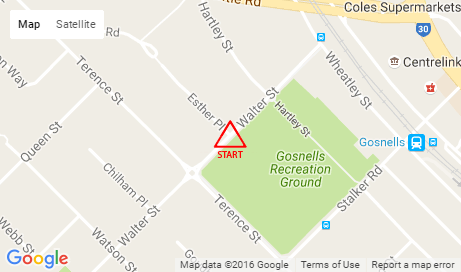 Map
Satellite
Rd
Hartley St
Rd
Coles Supermarkets
30
Terence St
Wheatley St
Centrelink
on Way
Esther Pl
Walter St
Hartley St
START
Queen St
Gosnells
Gosnells
Recreation
Ground
Chilham Pl
Stalker Rd
Terence St
Walter St
Webb St
Watson St
Google
Map data ©2016 Google
Terms of Use
Report a map error